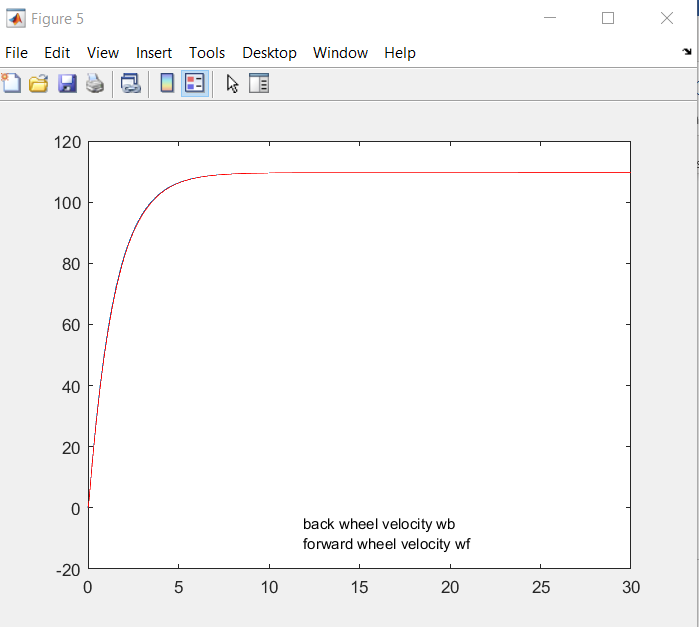 Figure 5
File Edit View Insert Tools Desktop Window Help
120
100
80
60
40
20
0
-20
back wheel velocity wb
forward wheel velocity wf
0 5 10 15 20 25 30